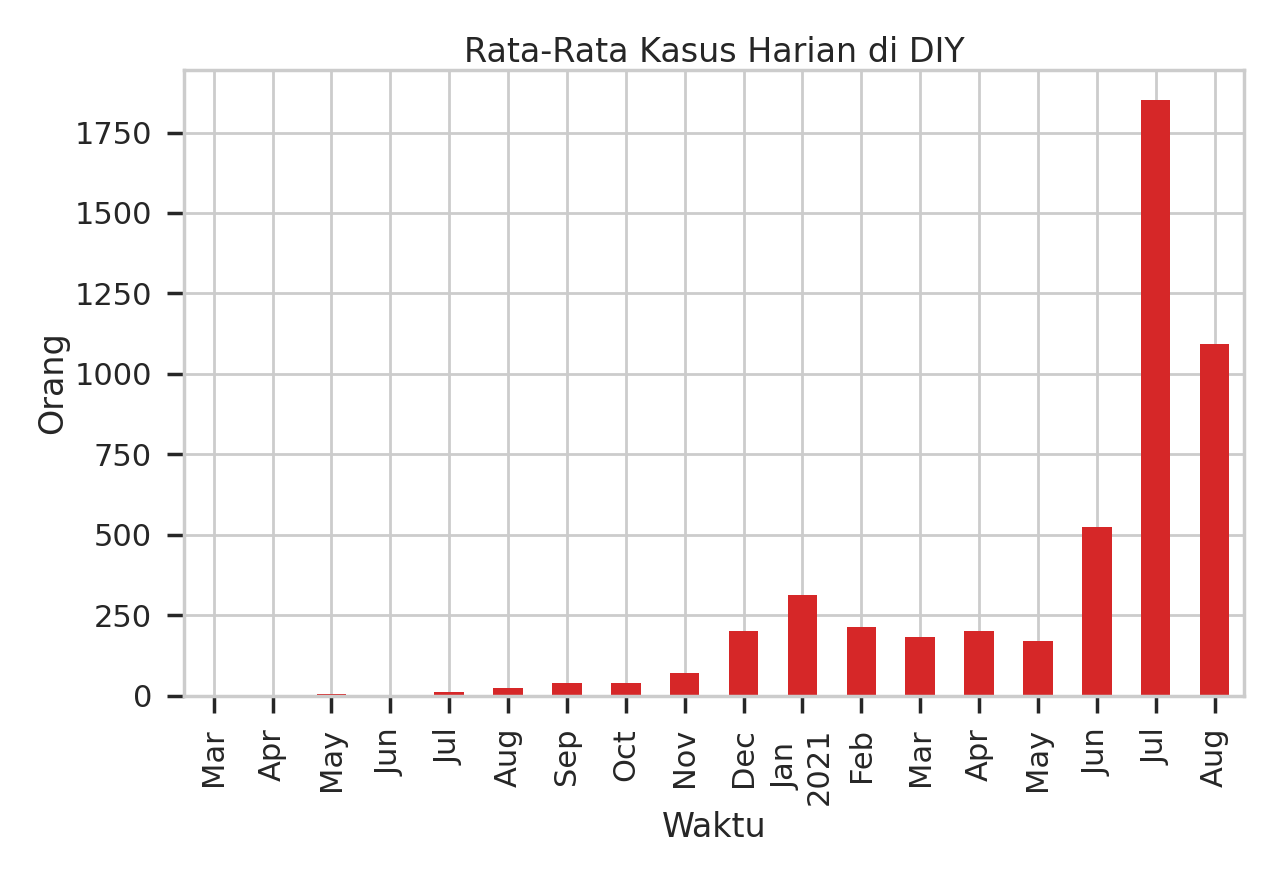 Rata-Rata Kasus Harian di DIY
1750
1500
1250
1000
750
500
250
0
Orang
Mar
Apr
May
Jun
Jul
Aug
Sep
Oct
Nov
Dec
Jan
2021
Feb
Mar
Apr
May
Jun
Jul
Aug
Waktu